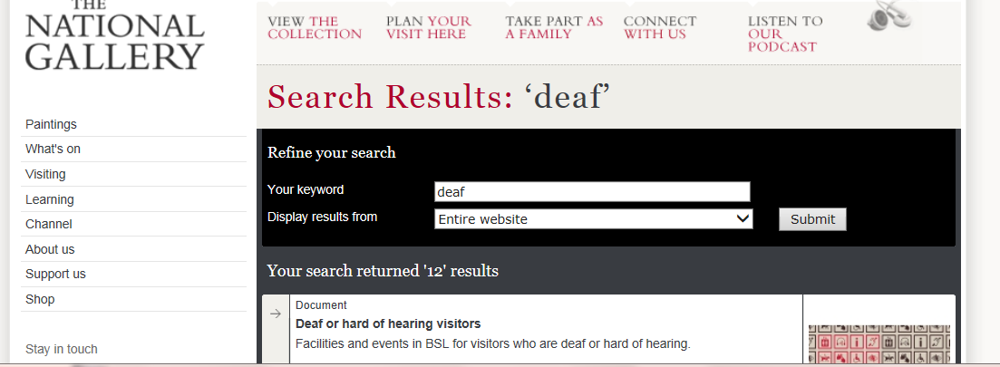 THE
NATIONAL
GALLERY
VIEW THE
COLLECTION
PLAN YOUR
VISIT HERE
TAKE PART AS
A FAMILY
CONNECT
WITH US
LISTEN TO
OUR
PODCAST
Search Results: ‘deaf’
Paintings
What's on
Visiting
Learning
Channel
About us
Support us
Shop
Stay in touch
Refine your search
Your keyword
deaf
Display results from
Entire website
Submit
Your search returned '12' results
Document
Deaf or hard of hearing visitors
Facilities and events in BSL for visitors who are deaf or hard of hearing.